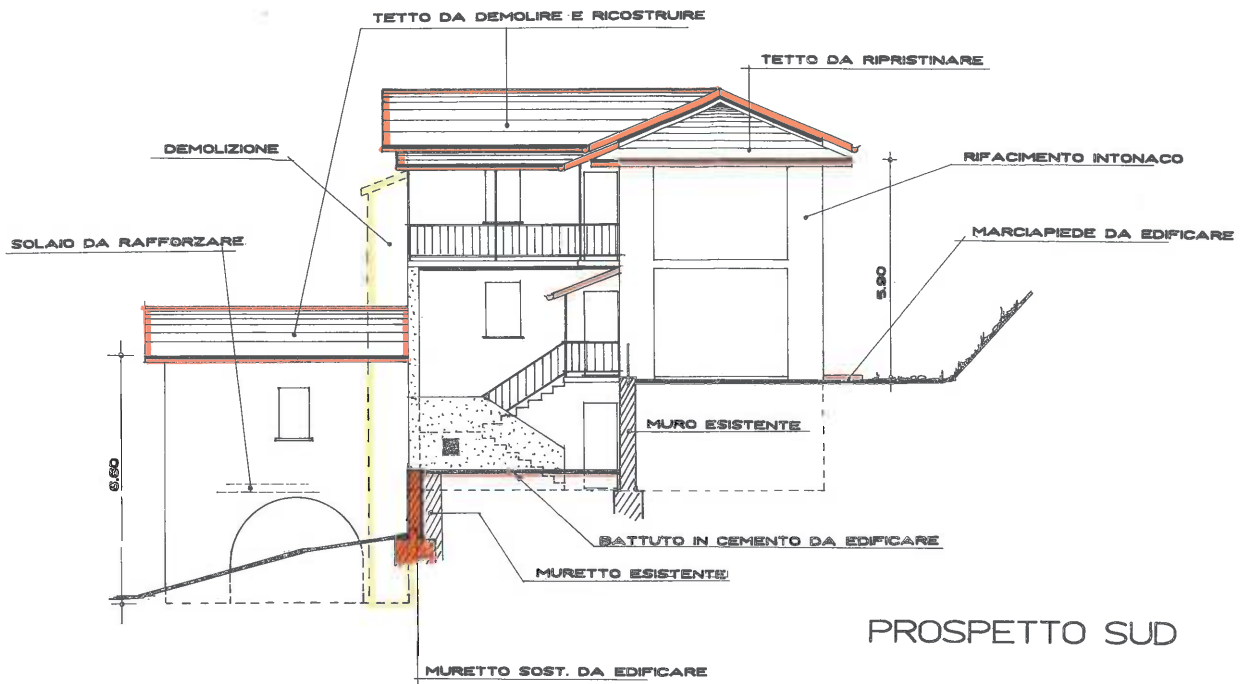 TETTO DA DEMOLIRE E RICOSTRUIRE
TETTO DA RIPRISTINARE
DEMOLIZIONE
RIFACIMENTO INTONACO
SOLAIO DA RAFFORZARE
MARCIAPIEDE DA EDIFICARE
5.90
MURO ESISTENTE
6.60
BATTUTO IN CEMENTO DA EDIFICARE
MURETTO ESISTENTE
PROSPETTO SUD
MURETTO SOST. DA EDIFICARE